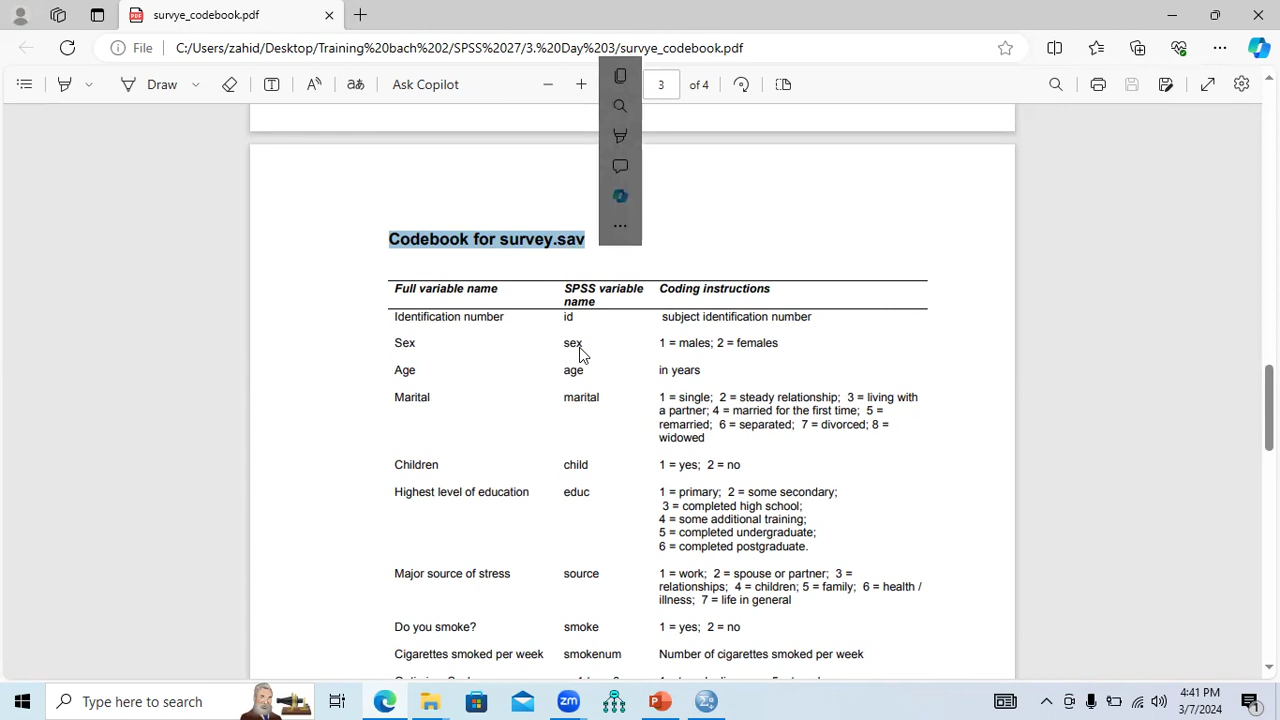 survye_codebook.pdf
File
C:/Users/zahid/Desktop/Training%20bach%202/SPSS%2027/3.%20Day%203/survye_codebook.pdf
Draw
Ask Copilot
3 of 4
Codebook for survey.sav
Full variable name SPSS variable name Coding instructions
Identification number id subject identification number
Sex sex 1 = males; 2 = females
Age age in years
Marital marital 1 = single; 2 = steady relationship; 3 = living with
a partner; 4 = married for the first time; 5 =
remarried; 6 = separated; 7 = divorced; 8 =
widowed
Children child 1 = yes; 2 = no
Highest level of education educ 1 = primary; 2 = some secondary;
3 = completed high school;
4 = some additional training;
5 = completed undergraduate;
6 = completed postgraduate.
Major source of stress source 1 = work; 2 = spouse or partner; 3 =
relationships; 4 = children; 5 = family; 6 = health /
illness; 7 = life in general
Do you smoke? smoke 1 = yes; 2 = no
Cigarettes smoked per week smokenum Number of cigarettes smoked per week
Type here to search
4:41 PM
3/7/2024